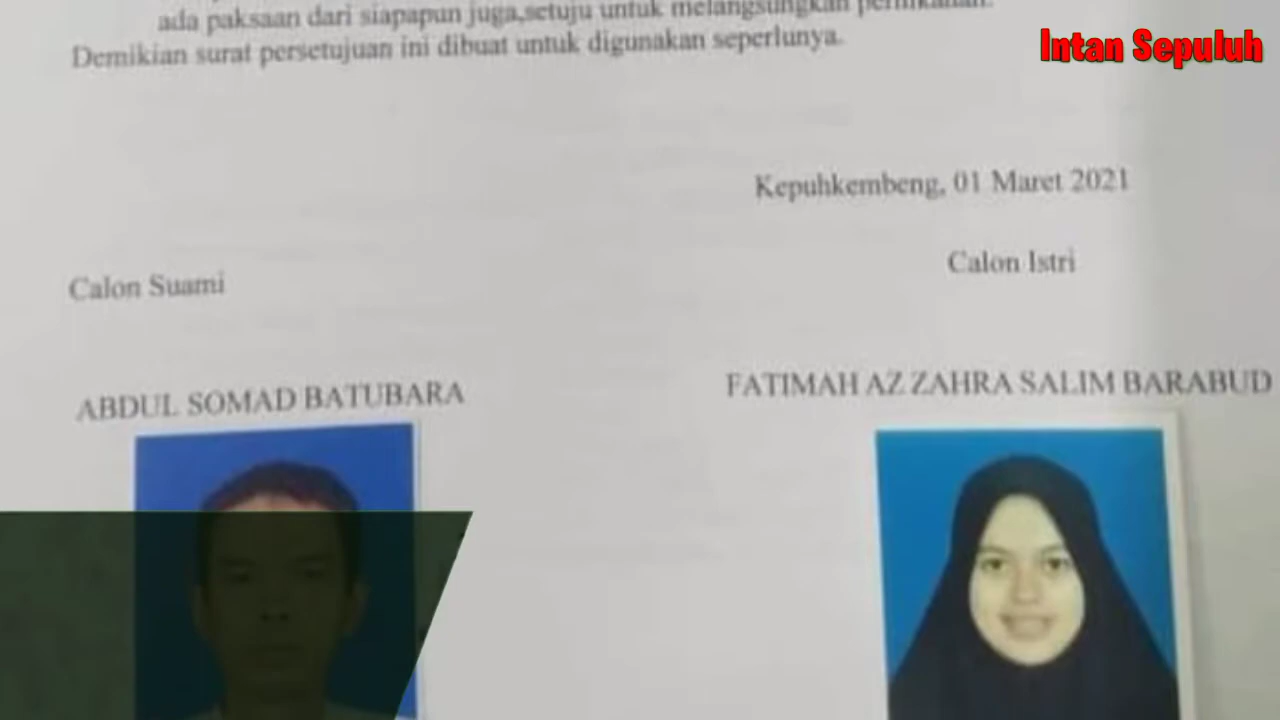 ada paksaan dari siapapun juga,setuju untuk melangsungkan pernikahan.
Demikian surat persetujuan ini dibuat untuk digunakan seperlunya.
Intan Sepuluh
Kepuhkembeng, 01 Maret 2021
Calon Suami
Calon Istri
ABDUL SOMAD BATUBARA
FATIMAH AZ ZAHRA SALIM BARABUD